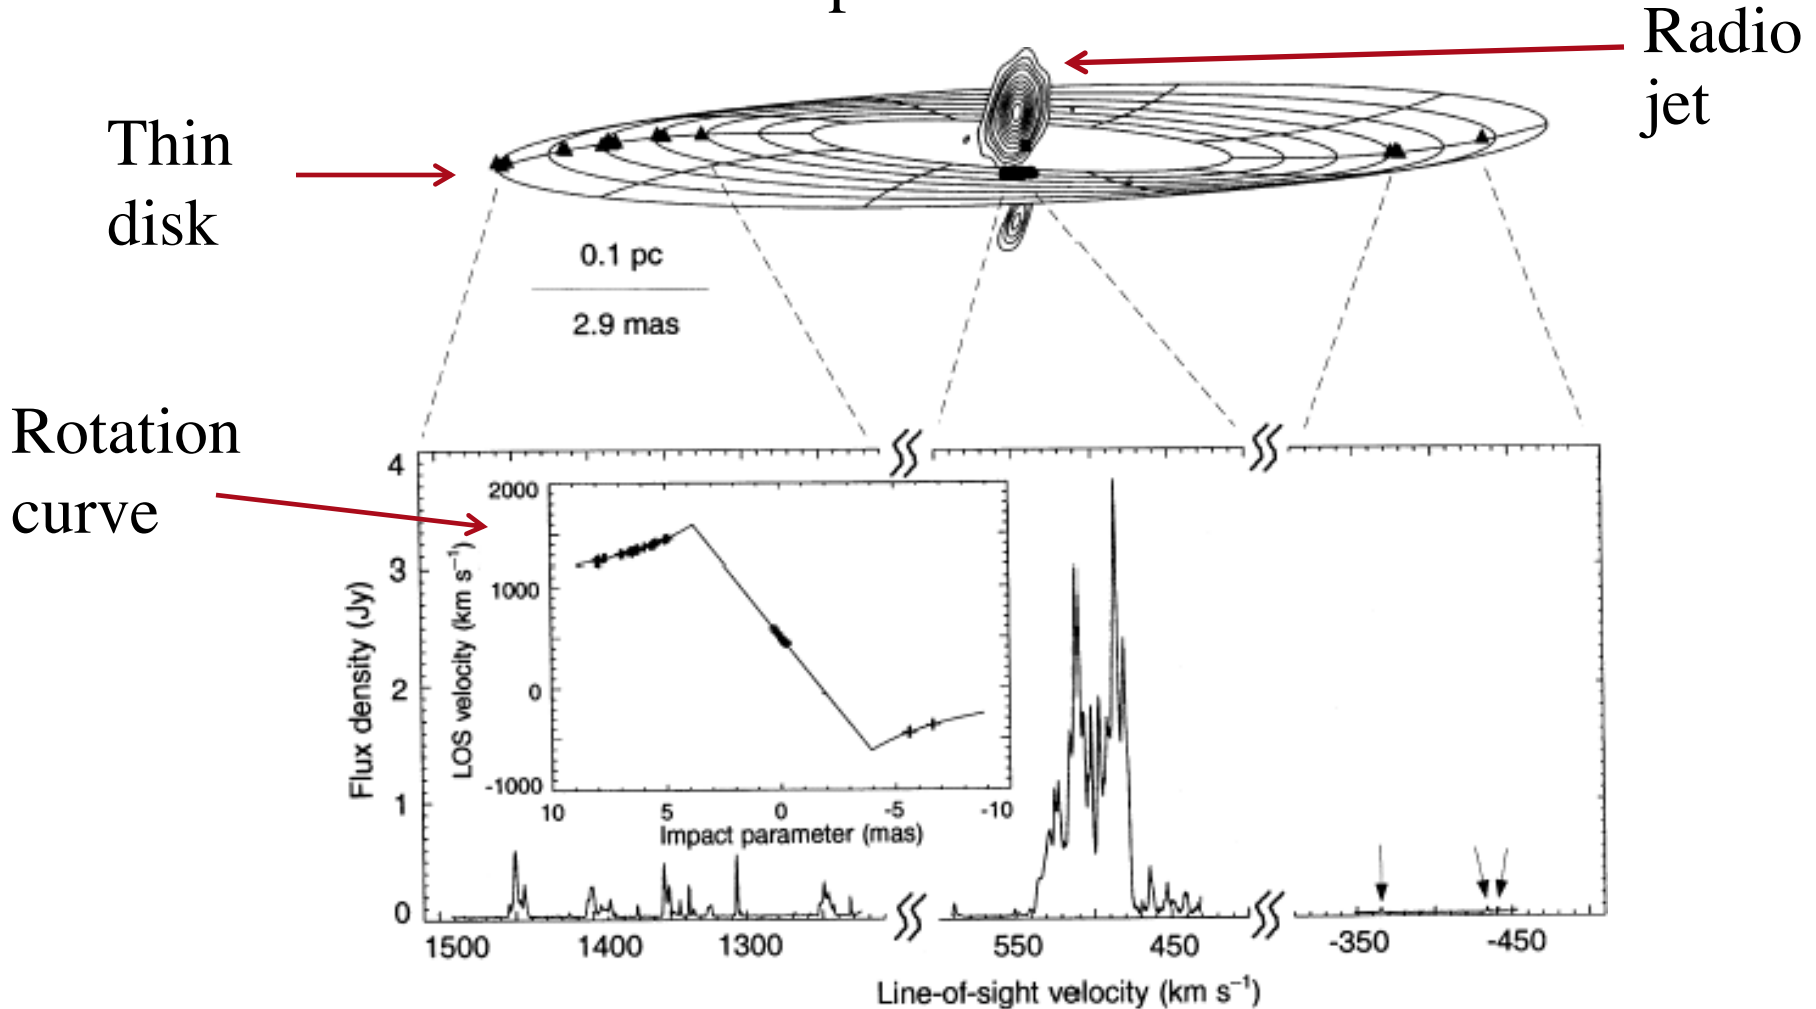 Radio
jet
Thin
disk
0.1 pc
2.9 mas
Rotation
curve
4
3
2
1
0
Flux density (Jy)
2000
1000
0
-1000
LOS velocity (km s⁻¹)
10 5 0 -5 -10
Impact parameter (mas)
1500 1400 1300 550 450 -350 -450
Line-of-sight velocity (km s⁻¹)